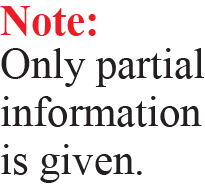 Note:
Only partial
information
is given.